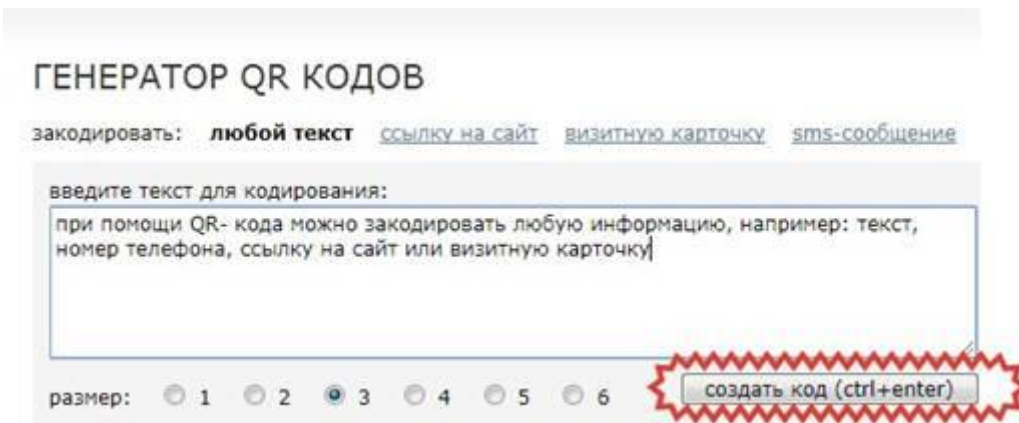 ГЕНЕРАТОР QR КОДОВ
закодировать: любой текст ссылку на сайт визитную карточку sms-сообщение
введите текст для кодирования:
при помощи QR- кода можно закодировать любую информацию, например: текст,
номер телефона, ссылку на сайт или визитную карточку
размер: 1 2 3 4 5 6 создать код (ctrl+enter)